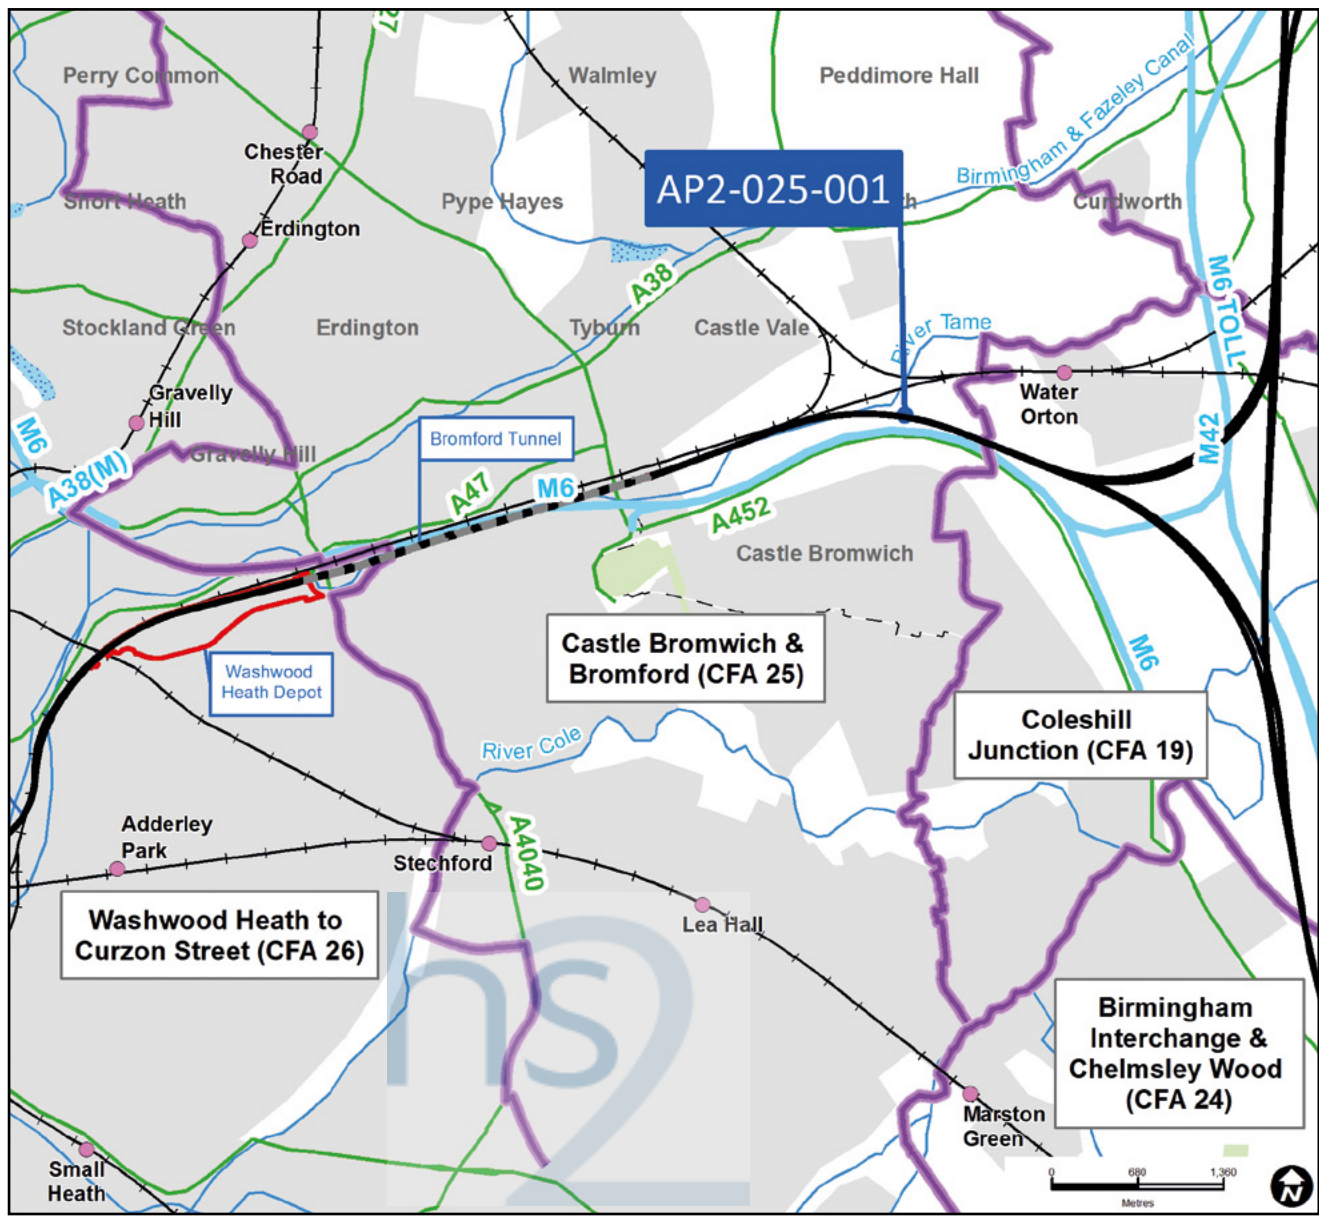 27
Perry Common
Walmley
Peddimore Hall
Birmingham & Fazeley Canal
Chester
Road
AP2-025-001
th
Short Heath
Pype Hayes
Curdworth
Erdington
M6 TOLL
A38
Stockland Green
Erdington
Tyburn
Castle Vale
River Tame
Gravelly
Hill
Water
Orton
M6
Bromford Tunnel
M42
Gravelly Hill
A38(M)
A47
M6
A452
Castle Bromwich
Castle Bromwich &
Bromford (CFA 25)
M6
Washwood
Heath Depot
Coleshill
Junction (CFA 19)
River Cole
Adderley
Park
Stechford
A4040
Washwood Heath to
Curzon Street (CFA 26)
Lea Hall
hs2
Birmingham
Interchange &
Chelmsley Wood
(CFA 24)
Marston
Green
Small
Heath
0 680 1,360
Metres
N